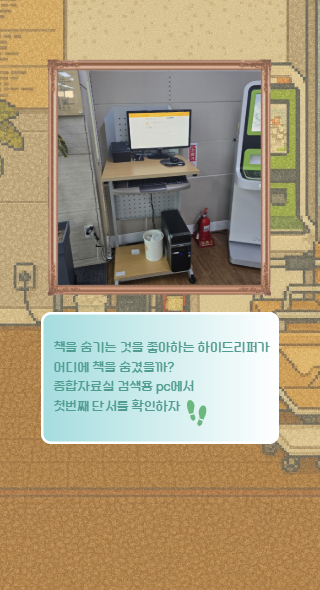 책을 숨기는 것을 좋아하는 하이드리퍼가
어디에 책을 숨겼을까?
종합자료실 검색용 pc에서
첫번째 단서를 확인하자